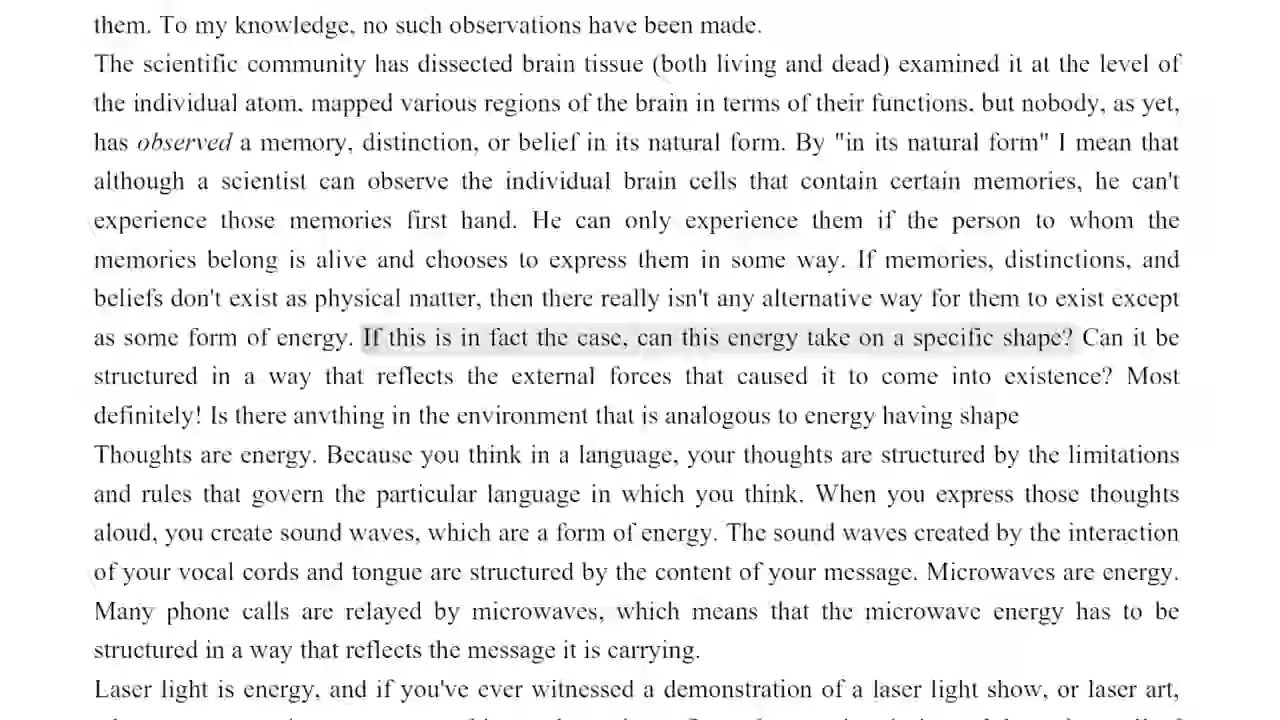 them. To my knowledge, no such observations have been made.
The scientific community has dissected brain tissue (both living and dead) examined it at the level of
the individual atom, mapped various regions of the brain in terms of their functions, but nobody, as yet,
has observed a memory, distinction, or belief in its natural form. By "in its natural form" I mean that
although a scientist can observe the individual brain cells that contain certain memories, he can't
experience those memories first hand. He can only experience them if the person to whom the
memories belong is alive and chooses to express them in some way. If memories, distinctions, and
beliefs don't exist as physical matter, then there really isn't any alternative way for them to exist except
as some form of energy. If this is in fact the case, can this energy take on a specific shape? Can it be
structured in a way that reflects the external forces that caused it to come into existence? Most
definitely! Is there anything in the environment that is analogous to energy having shape
Thoughts are energy. Because you think in a language, your thoughts are structured by the limitations
and rules that govern the particular language in which you think. When you express those thoughts
aloud, you create sound waves, which are a form of energy. The sound waves created by the interaction
of your vocal cords and tongue are structured by the content of your message. Microwaves are energy.
Many phone calls are relayed by microwaves, which means that the microwave energy has to be
structured in a way that reflects the message it is carrying.
Laser light is energy, and if you've ever witnessed a demonstration of a laser light show, or laser art,